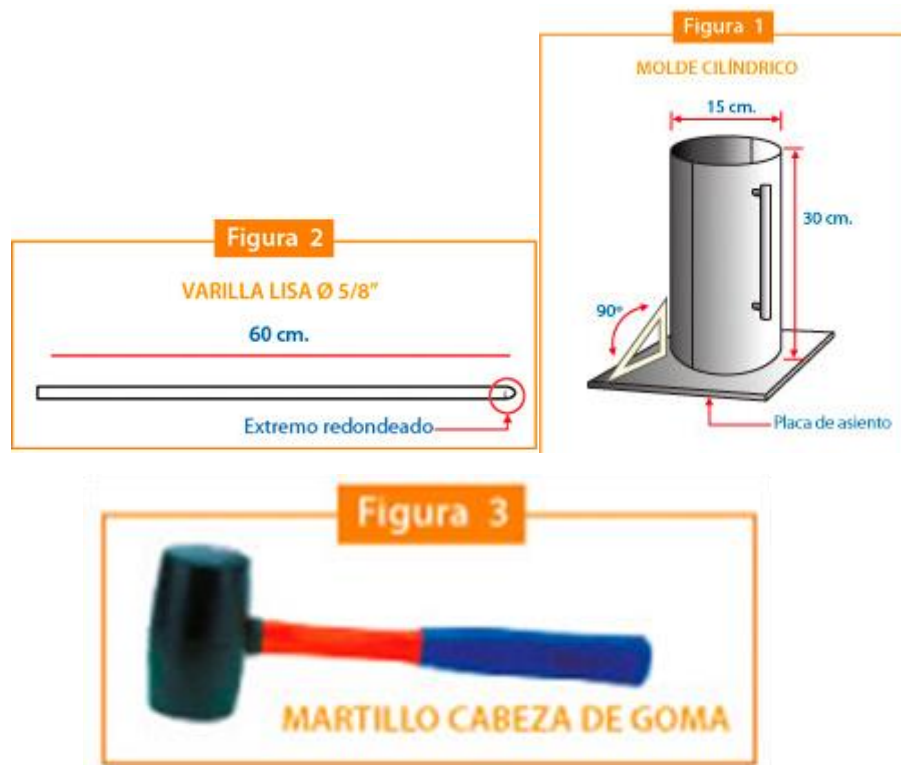 Figura 1
MOLDE CILÍNDRICO
15 cm.
30 cm.
90º
Placa de asiento
Figura 2
VARILLA LISA Ø 5/8”
60 cm.
Extremo redondeado
Figura 3
MARTILLO CABEZA DE GOMA